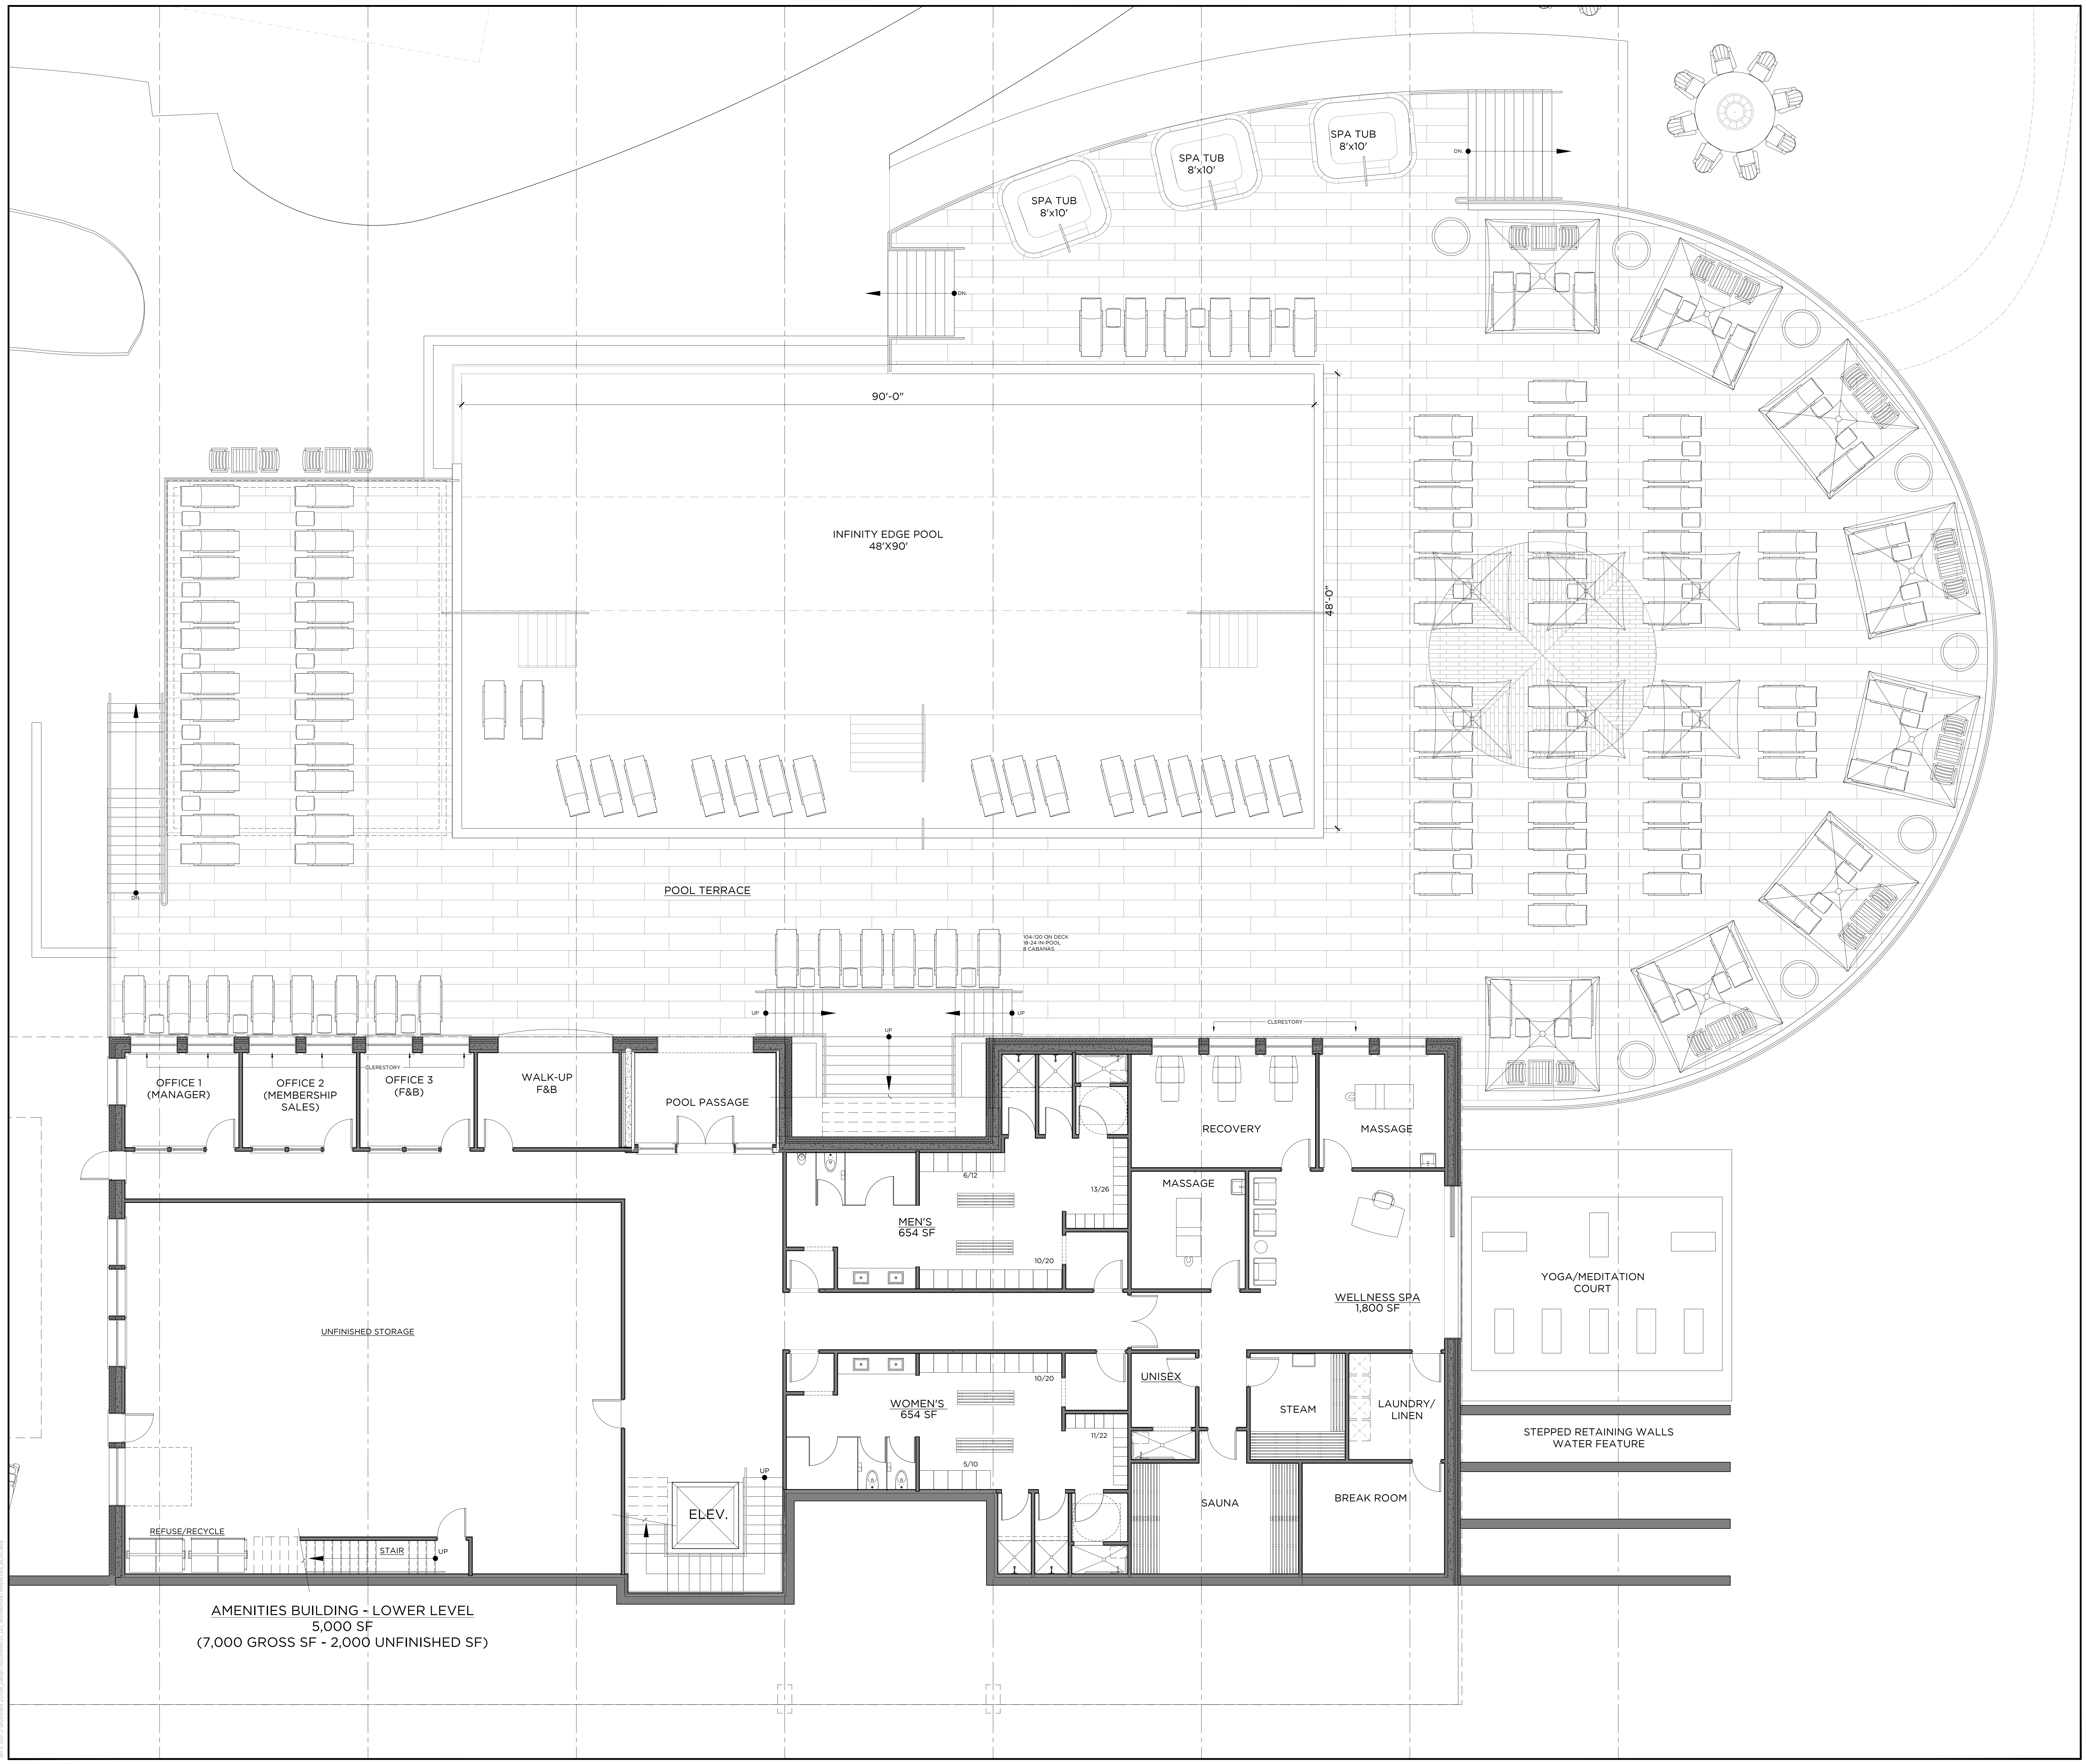 SPA TUB
8'x10'
SPA TUB
8'x10'
SPA TUB
8'x10'
DN.
DN.
90'-0"
INFINITY EDGE POOL
48'X90'
48'-0"
DN.
POOL TERRACE
104-120 ON DECK
18-24 IN-POOL
8 CABANAS
UP
UP
UP
CLERESTORY
CLERESTORY
OFFICE 1
(MANAGER)
OFFICE 2
(MEMBERSHIP
SALES)
OFFICE 3
(F&B)
WALK-UP
F&B
POOL PASSAGE
RECOVERY
MASSAGE
6/12
13/26
MASSAGE
MEN'S
654 SF
10/20
WELLNESS SPA
1,800 SF
YOGA/MEDITATION
COURT
UNFINISHED STORAGE
10/20
UNISEX
WOMEN'S
654 SF
STEAM
LAUNDRY/
LINEN
11/22
5/10
STEPPED RETAINING WALLS
WATER FEATURE
UP
ELEV.
SAUNA
BREAK ROOM
REFUSE/RECYCLE
STAIR
UP
AMENITIES BUILDING - LOWER LEVEL
5,000 SF
(7,000 GROSS SF - 2,000 UNFINISHED SF)